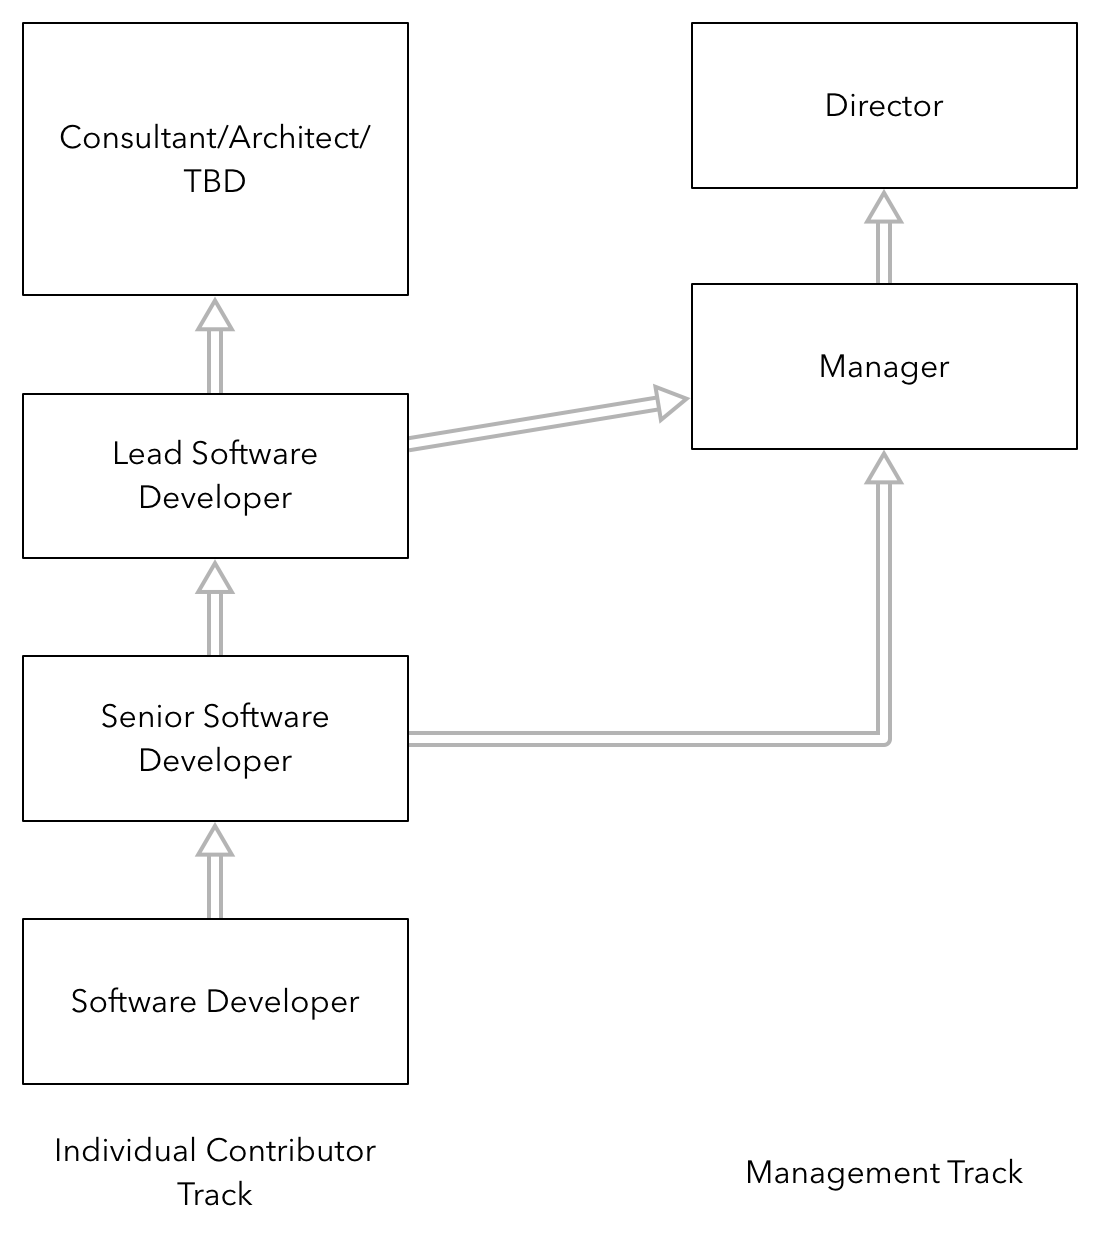 Consultant/Architect/
TBD
Director
Manager
Lead Software
Developer
Senior Software
Developer
Software Developer
Individual Contributor
Track
Management Track